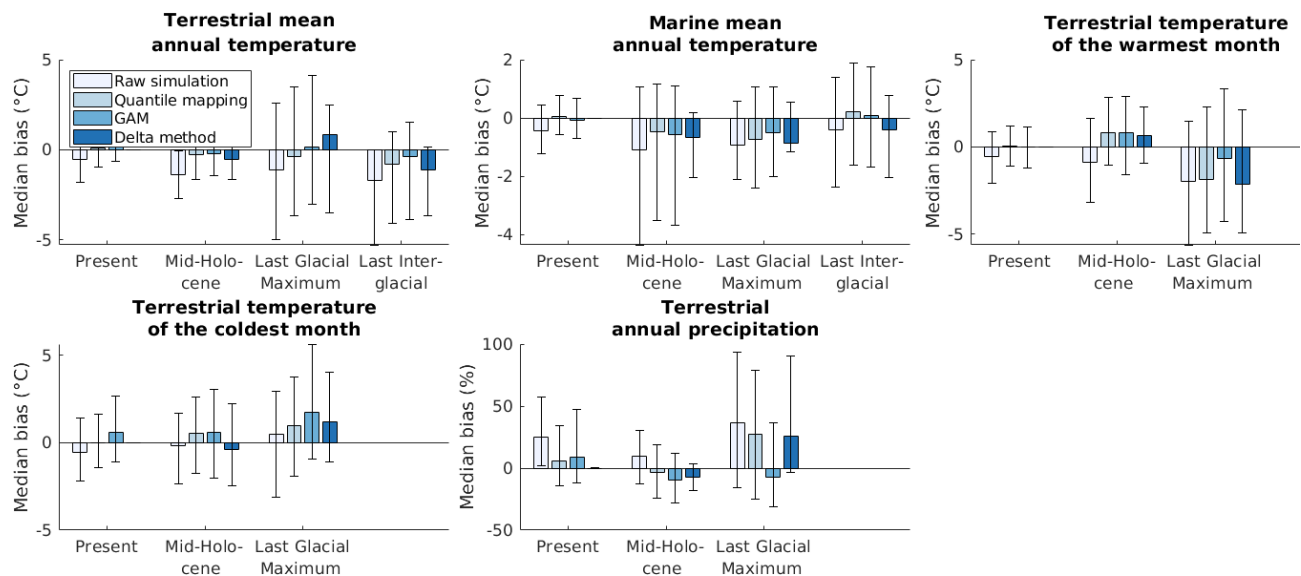 Terrestrial mean
annual temperature
Median bias (°C)
5
0
-5
Raw simulation
Quantile mapping
GAM
Delta method
Present
Mid-Holo-
cene
Last Glacial
Maximum
Last Inter-
glacial
Marine mean
annual temperature
Median bias (°C)
2
0
-2
-4
Present
Mid-Holo-
cene
Last Glacial
Maximum
Last Inter-
glacial
Terrestrial temperature
of the warmest month
Median bias (°C)
5
0
-5
Present
Mid-Holo-
cene
Last Glacial
Maximum
Terrestrial temperature
of the coldest month
Median bias (°C)
5
0
-5
Present
Mid-Holo-
cene
Last Glacial
Maximum
Terrestrial
annual precipitation
Median bias (%)
100
50
0
-50
Present
Mid-Holo-
cene
Last Glacial
Maximum